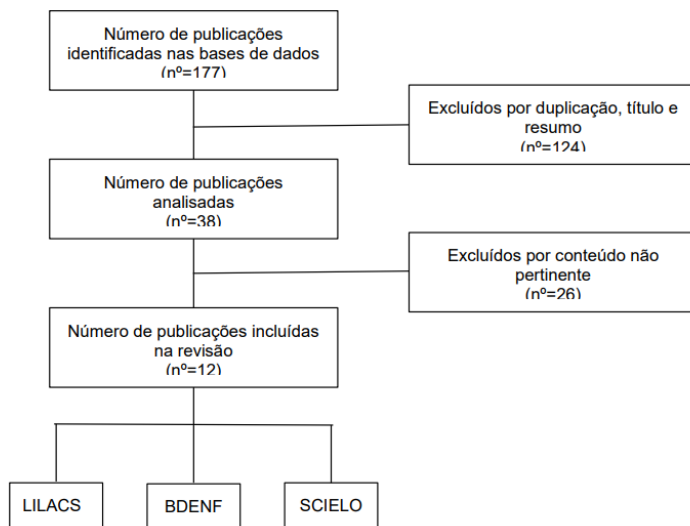 Número de publicações
identificadas nas bases de dados
(nº=177)
Excluídos por duplicação, título e
resumo
(nº=124)
Número de publicações
analisadas
(nº=38)
Excluídos por conteúdo não
pertinente
(nº=26)
Número de publicações incluídas
na revisão
(nº=12)
LILACS
BDENF
SCIELO